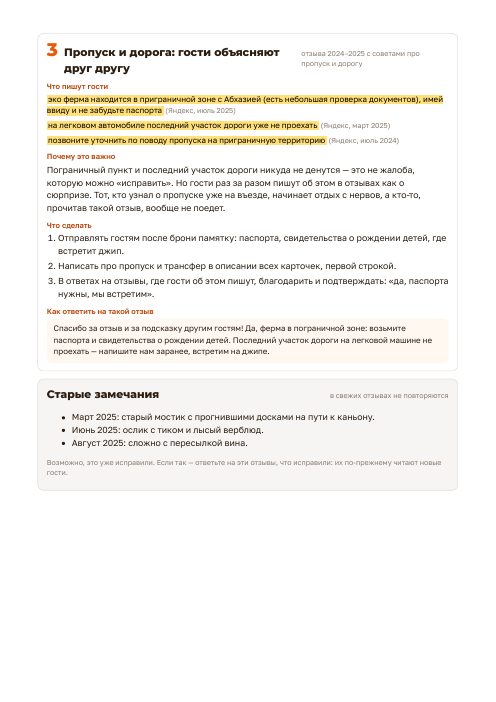 3 Пропуск и дорога: гости объясняют
друг другу
отзыва 2024–2025 с советами про
пропуск и дорогу
Что пишут гости
эко ферма находится в приграничной зоне с Абхазией (есть небольшая проверка документов), имей
ввиду и не забудьте паспорта (Яндекс, июль 2025)
на легковом автомобиле последний участок дороги уже не проехать (Яндекс, март 2025)
позвоните уточнить по поводу пропуска на приграничную территорию (Яндекс, июль 2024)
Почему это важно
Пограничный пункт и последний участок дороги никуда не денутся — это не жалоба,
которую можно «исправить». Но гости раз за разом пишут об этом в отзывах как о
сюрпризе. Тот, кто узнал о пропуске уже на въезде, начинает отдых с нервов, а кто-то,
прочитав такой отзыв, вообще не поедет.
Что сделать
1. Отправлять гостям после брони памятку: паспорта, свидетельства о рождении детей, где
встретит джип.
2. Написать про пропуск и трансфер в описании всех карточек, первой строкой.
3. В ответах на отзывы, где гости об этом пишут, благодарить и подтверждать: «да, паспорта
нужны, мы встретим».
Как ответить на такой отзыв
Спасибо за отзыв и за подсказку другим гостям! Да, ферма в пограничной зоне: возьмите
паспорта и свидетельства о рождении детей. Последний участок дороги на легковой машине не
проехать — напишите нам заранее, встретим на джипе.
Старые замечания
в свежих отзывах не повторяются
• Март 2025: старый мостик с прогнившими досками на пути к каньону.
• Июнь 2025: ослик с тиком и лысый верблюд.
• Август 2025: сложно с пересылкой вина.
Возможно, это уже исправили. Если так — ответьте на эти отзывы, что исправили: их по-прежнему читают новые
гости.